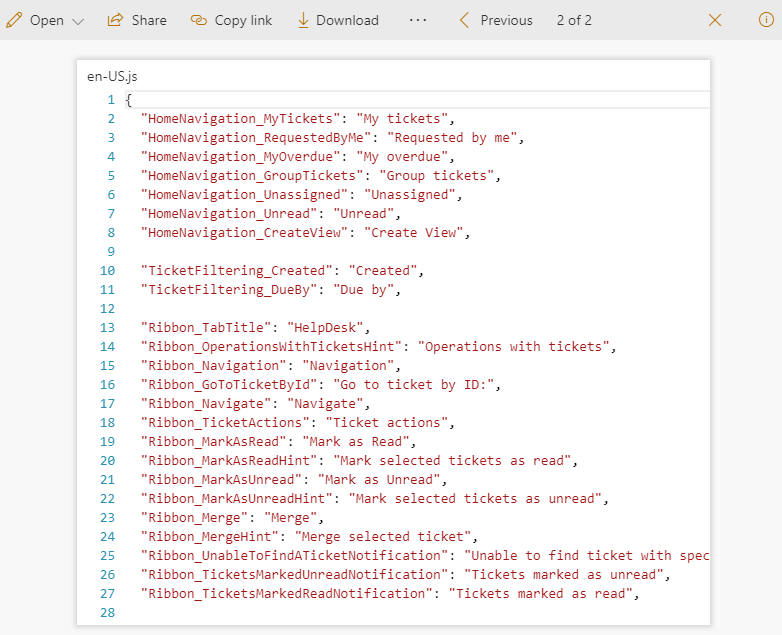 Open Share Copy link Download ... Previous 2 of 2
en-US.js
1 {
2 "HomeNavigation_MyTickets": "My tickets",
3 "HomeNavigation_RequestedByMe": "Requested by me",
4 "HomeNavigation_MyOverdue": "My overdue",
5 "HomeNavigation_GroupTickets": "Group tickets",
6 "HomeNavigation_Unassigned": "Unassigned",
7 "HomeNavigation_Unread": "Unread",
8 "HomeNavigation_CreateView": "Create View",
9
10 "TicketFiltering_Created": "Created",
11 "TicketFiltering_DueBy": "Due by",
12
13 "Ribbon_TabTitle": "HelpDesk",
14 "Ribbon_OperationsWithTicketsHint": "Operations with tickets",
15 "Ribbon_Navigation": "Navigation",
16 "Ribbon_GoToTicketById": "Go to ticket by ID:",
17 "Ribbon_Navigate": "Navigate",
18 "Ribbon_TicketActions": "Ticket actions",
19 "Ribbon_MarkAsRead": "Mark as Read",
20 "Ribbon_MarkAsReadHint": "Mark selected tickets as read",
21 "Ribbon_MarkAsUnread": "Mark as Unread",
22 "Ribbon_MarkAsUnreadHint": "Mark selected tickets as unread",
23 "Ribbon_Merge": "Merge",
24 "Ribbon_MergeHint": "Merge selected ticket",
25 "Ribbon_UnableToFindATicketNotification": "Unable to find ticket with spec
26 "Ribbon_TicketsMarkedUnreadNotification": "Tickets marked as unread",
27 "Ribbon_TicketsMarkedReadNotification": "Tickets marked as read",
28